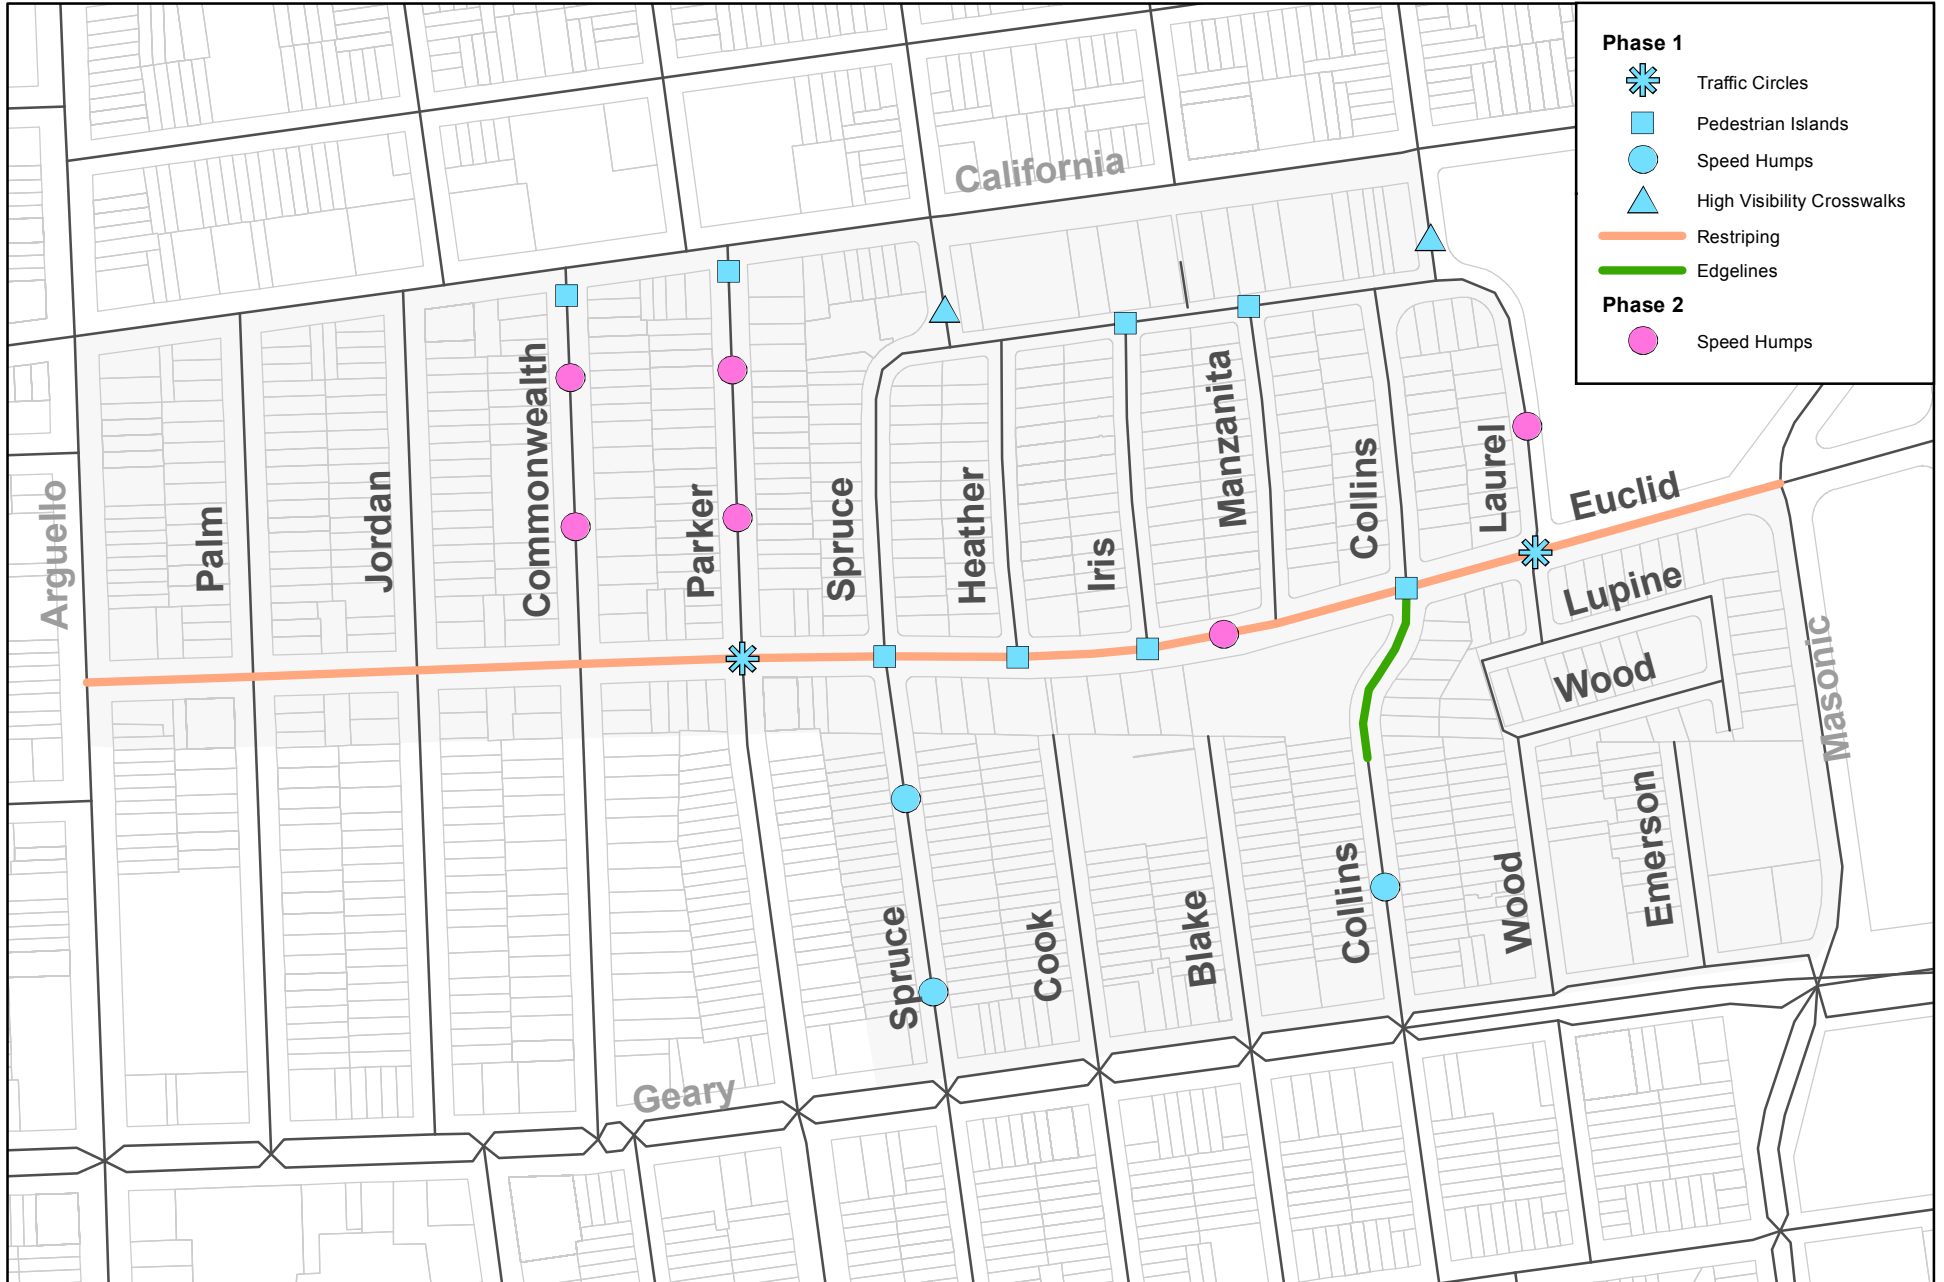 Phase 1
Traffic Circles
Pedestrian Islands
Speed Humps
High Visibility Crosswalks
Restriping
Edgelines
Phase 2
Speed Humps
California
Arguello
Palm
Jordan
Commonwealth
Parker
Spruce
Heather
Iris
Manzanita
Collins
Laurel
Euclid
Lupine
Wood
Masonic
Spruce
Cook
Blake
Collins
Wood
Emerson
Geary